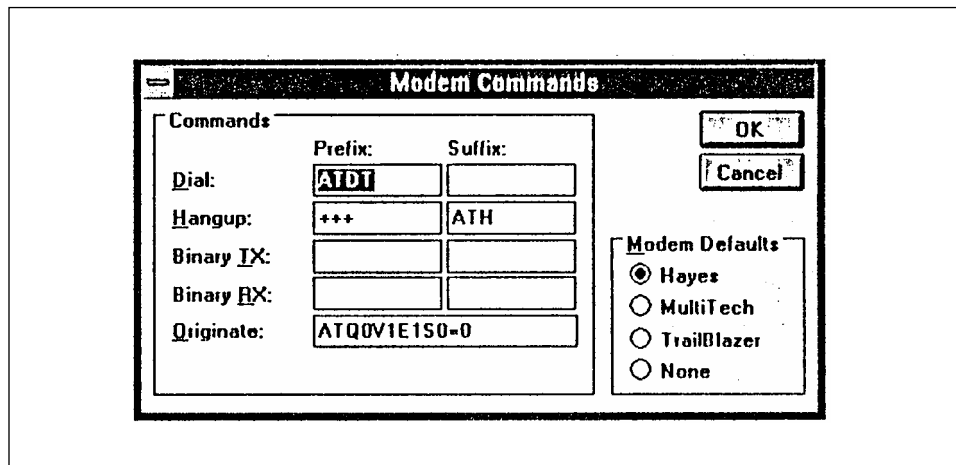 Modem Commands
Commands
Prefix: Suffix:
Dial: ATDT
Hangup: +++ ATH
Binary TX:
Binary RX:
Originate: ATQ0V1E1S0=0
OK
Cancel
Modem Defaults
Hayes
MultiTech
TrailBlazer
None